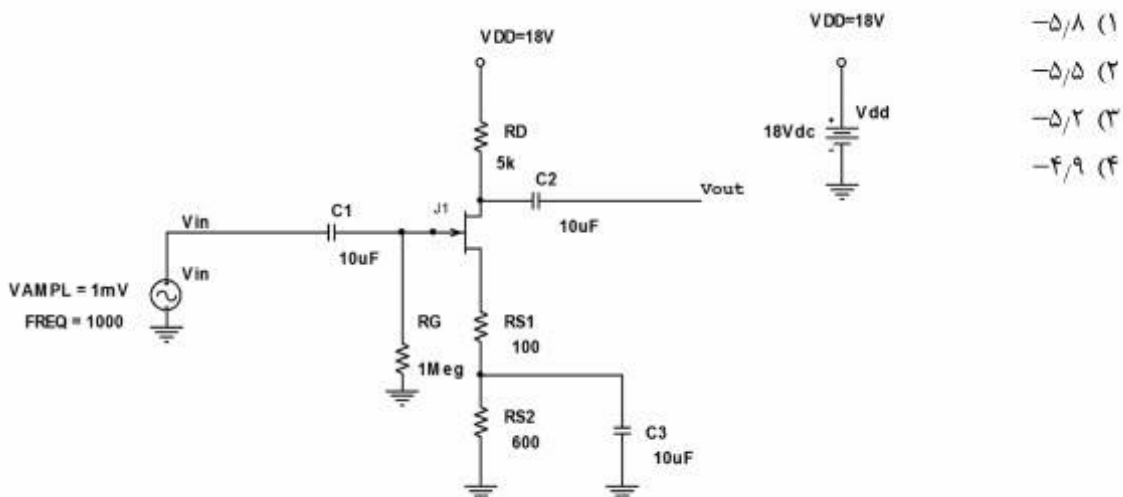 VDD=18V
VDD=18V
RD
5k
18Vdc
Vdd
C2
10uF
Vout
J1
C1
10uF
Vin
Vin
VAMPL = 1mV
FREQ = 1000
RG
1Meg
RS1
100
RS2
600
C3
10uF
۱) -۵٫۸
۲) -۵٫۵
۳) -۵٫۲
۴) -۴٫۹